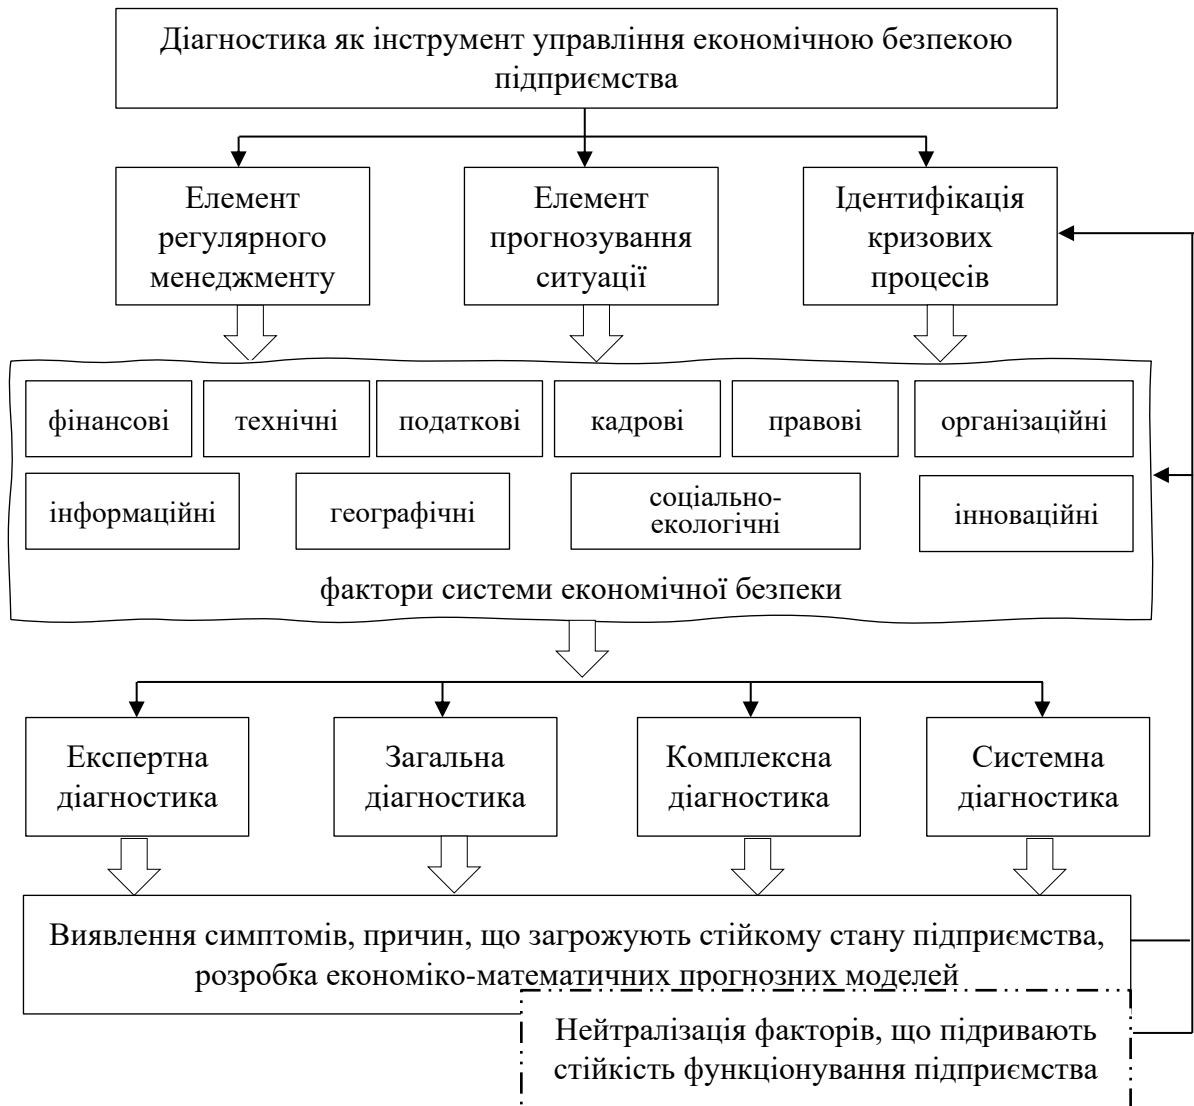 Діагностика як інструмент управління економічною безпекою
підприємства
Елемент
регулярного
менеджменту
Елемент
прогнозування
ситуації
Ідентифікація
кризових
процесів
фінансові
технічні
податкові
кадрові
правові
організаційні
інформаційні
географічні
соціально-
екологічні
інноваційні
фактори системи економічної безпеки
Експертна
діагностика
Загальна
діагностика
Комплексна
діагностика
Системна
діагностика
Виявлення симптомів, причин, що загрожують стійкому стану підприємства,
розробка економіко-математичних прогнозних моделей
Нейтралізація факторів, що підривають
стійкість функціонування підприємства